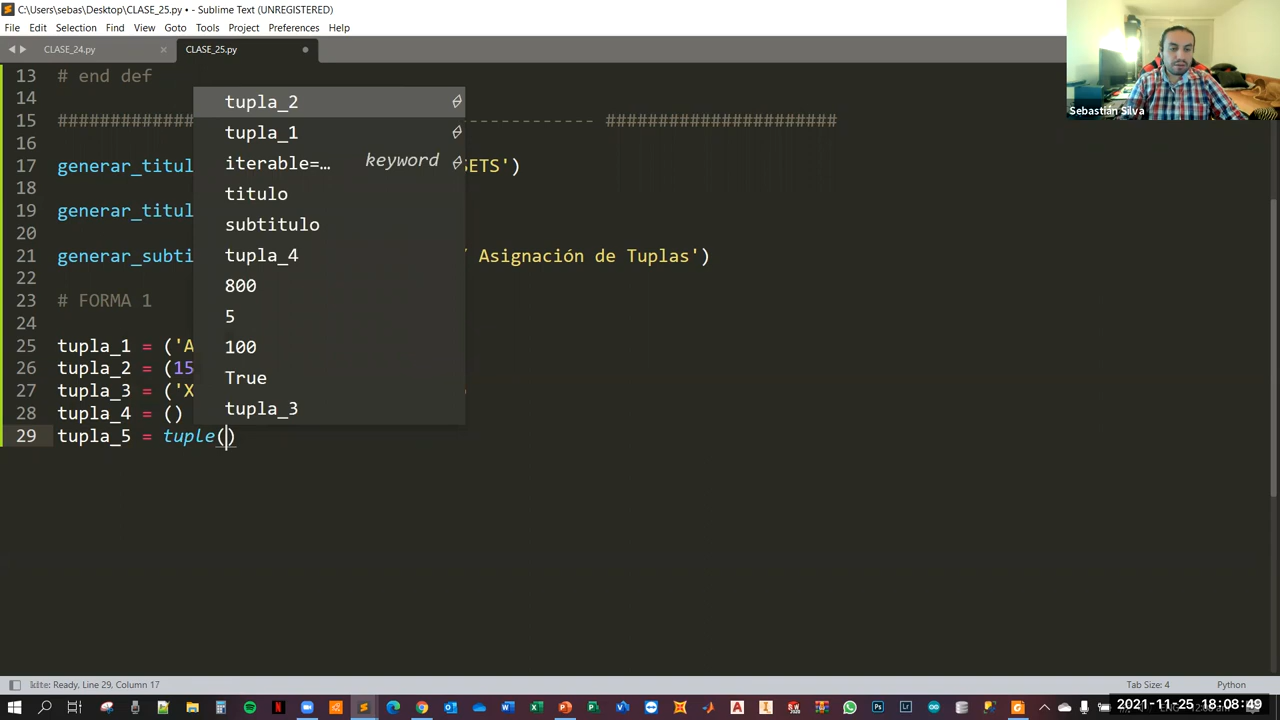 C:\Users\sebas\Desktop\CLASE_25.py • - Sublime Text (UNREGISTERED)
File Edit Selection Find View Goto Tools Project Preferences Help
CLASE_24.py CLASE_25.py
Sebastián Silva
13 # end def
14
15 ############# ------------ ######################
16
17 generar_titul SETS')
18
19 generar_titul
20
21 generar_subti / Asignación de Tuplas')
22
23 # FORMA 1
24
25 tupla_1 = ('A
26 tupla_2 = (15
27 tupla_3 = ('X
28 tupla_4 = ()
29 tupla_5 = tuple()
tupla_2
tupla_1
iterable=… keyword
titulo
subtitulo
tupla_4
800
5
100
True
tupla_3
Ready, Line 29, Column 17 Tab Size: 4 Python
2021-11-25 18:08:49